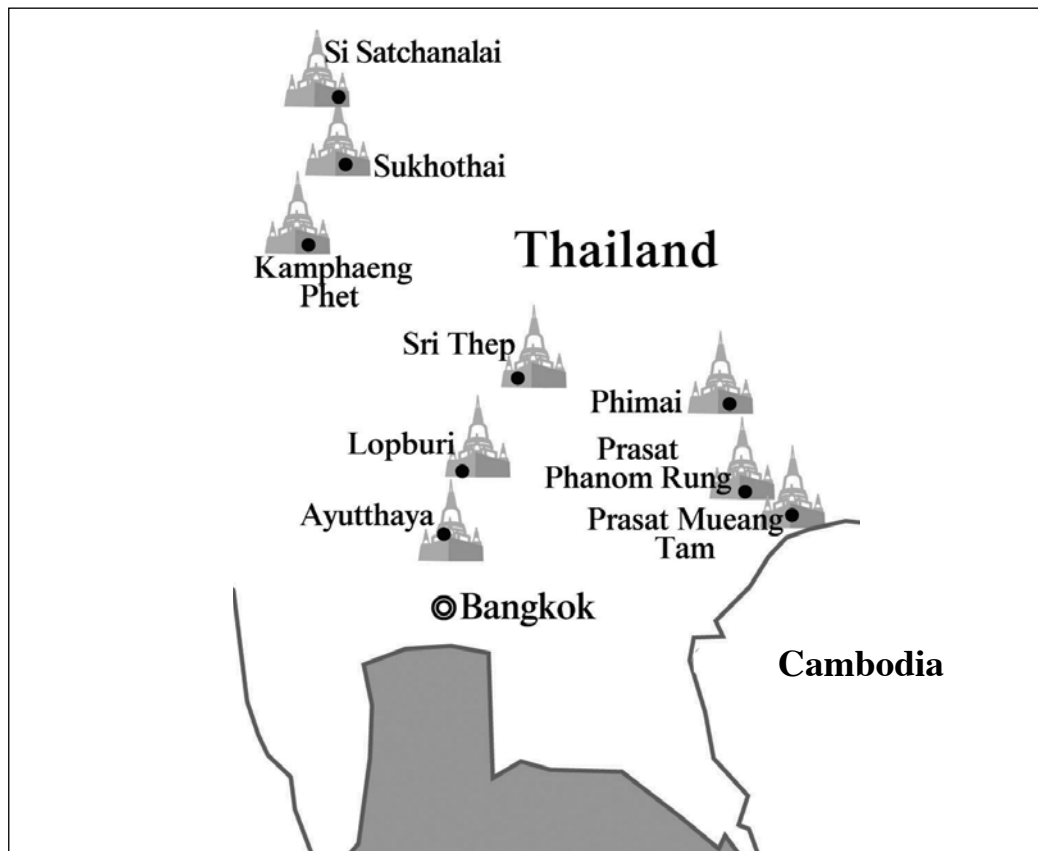 Si Satchanalai
Sukhothai
Kamphaeng
Phet
Thailand
Sri Thep
Phimai
Lopburi
Prasat
Phanom Rung
Ayutthaya
Prasat Mueang
Tam
Bangkok
Cambodia